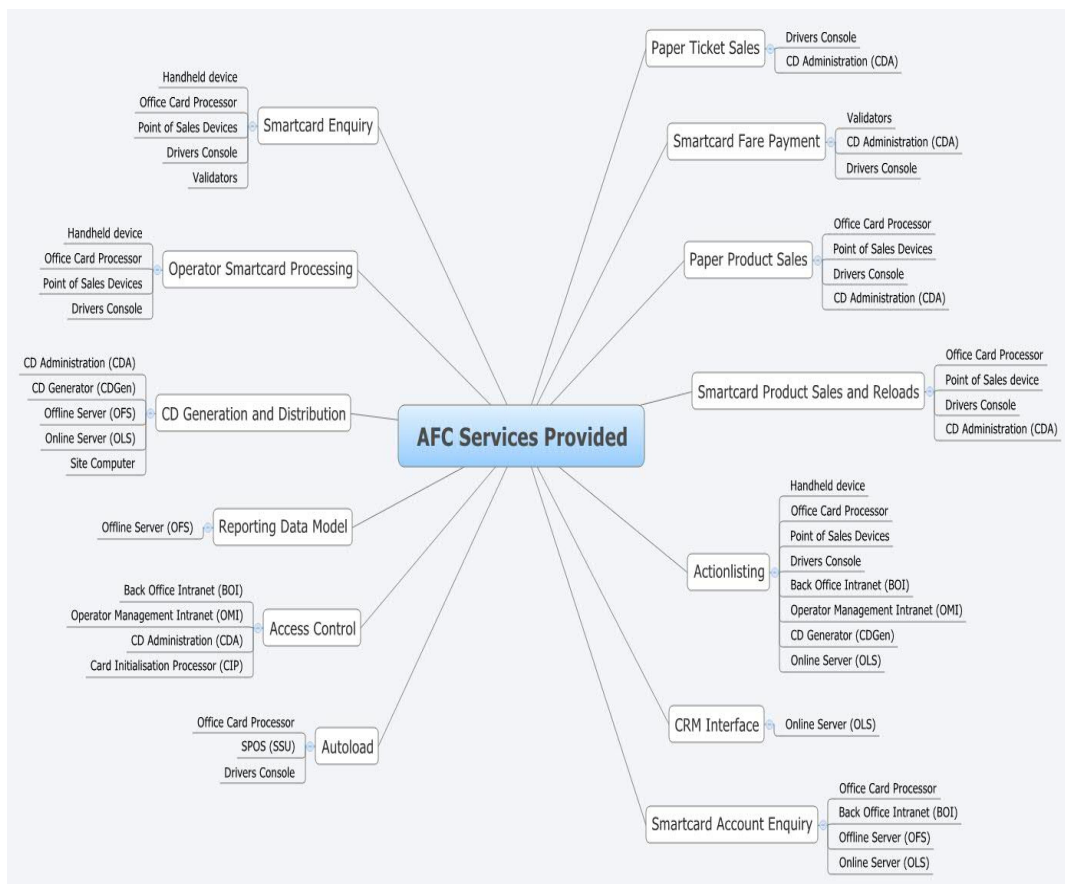 AFC Services Provided
Paper Ticket Sales
Drivers Console
CD Administration (CDA)
Smartcard Fare Payment
Validators
CD Administration (CDA)
Drivers Console
Paper Product Sales
Office Card Processor
Point of Sales Devices
Drivers Console
CD Administration (CDA)
Smartcard Product Sales and Reloads
Office Card Processor
Point of Sales device
Drivers Console
CD Administration (CDA)
Actionlisting
Handheld device
Office Card Processor
Point of Sales Devices
Drivers Console
Back Office Intranet (BOI)
Operator Management Intranet (OMI)
CD Generator (CDGen)
Online Server (OLS)
CRM Interface
Online Server (OLS)
Smartcard Account Enquiry
Office Card Processor
Back Office Intranet (BOI)
Offline Server (OFS)
Online Server (OLS)
Smartcard Enquiry
Handheld device
Office Card Processor
Point of Sales Devices
Drivers Console
Validators
Operator Smartcard Processing
Handheld device
Office Card Processor
Point of Sales Devices
Drivers Console
CD Generation and Distribution
CD Administration (CDA)
CD Generator (CDGen)
Offline Server (OFS)
Online Server (OLS)
Site Computer
Reporting Data Model
Offline Server (OFS)
Access Control
Back Office Intranet (BOI)
Operator Management Intranet (OMI)
CD Administration (CDA)
Card Initialisation Processor (CIP)
Autoload
Office Card Processor
SPOS (SSU)
Drivers Console